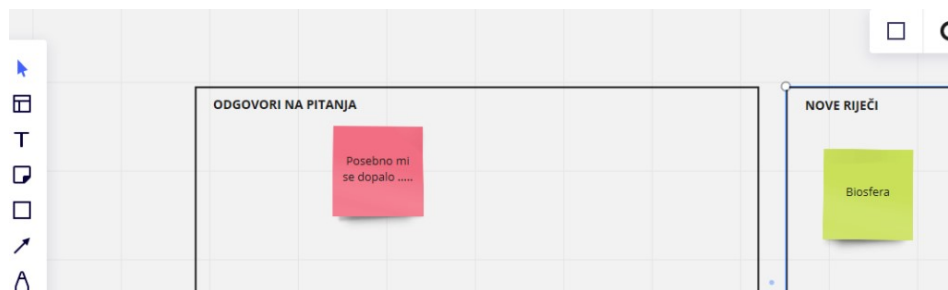 ODGOVORI NA PITANJA
Posebno mi
se dopalo .....
NOVE RIJEČI
Biosfera